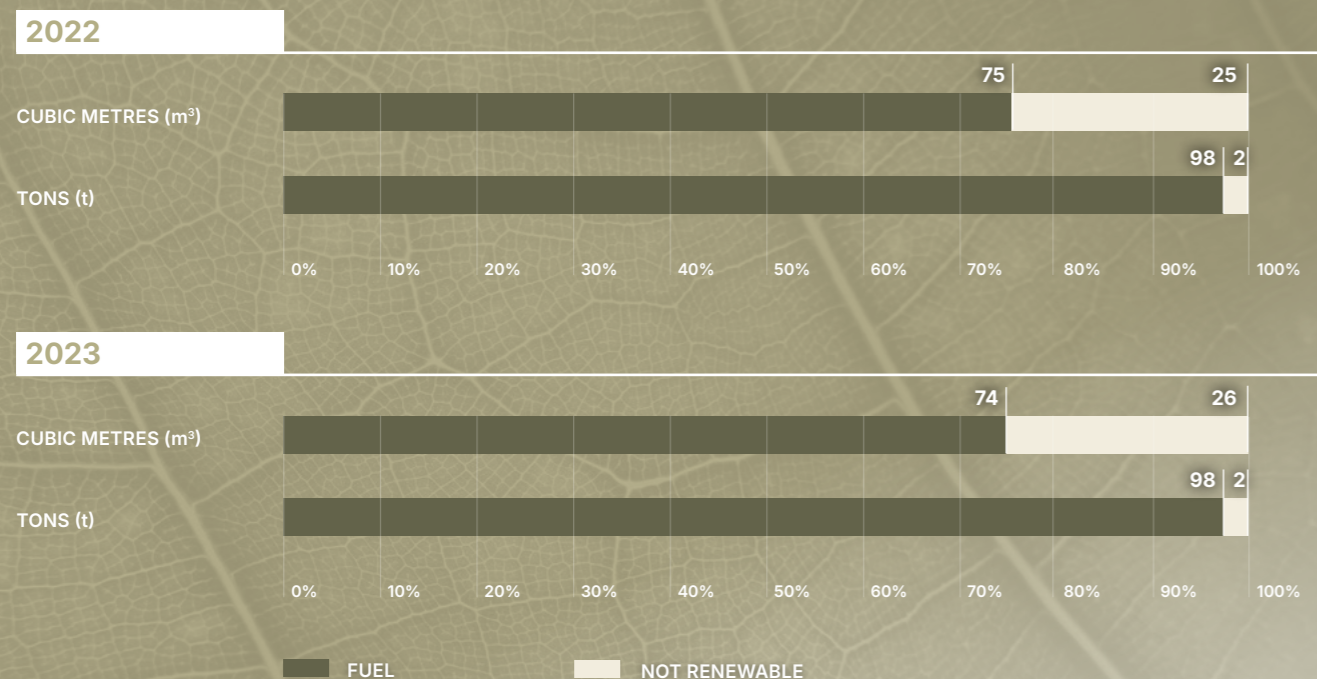 2022
75 25
CUBIC METRES (m³)
98 2
TONS (t)
0% 10% 20% 30% 40% 50% 60% 70% 80% 90% 100%
2023
74 26
CUBIC METRES (m³)
98 2
TONS (t)
0% 10% 20% 30% 40% 50% 60% 70% 80% 90% 100%
FUEL NOT RENEWABLE